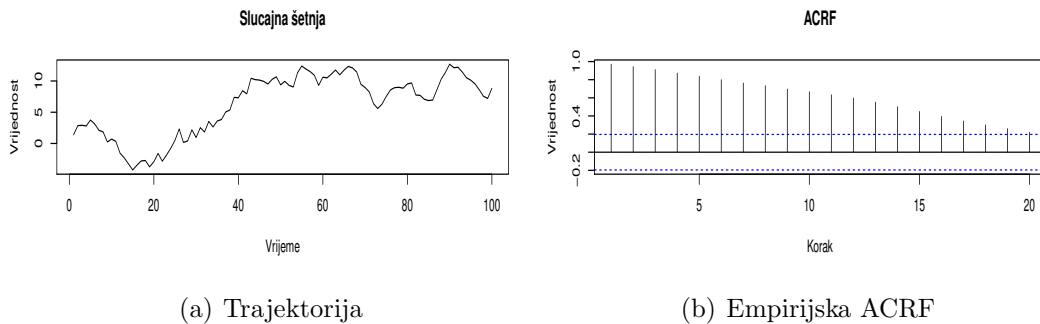 Slucajna šetnja
Vrijednost
10
5
0
0
20
40
60
80
100
Vrijeme
(a) Trajektorija
ACRF
Vrijednost
1.0
0.4
−0.2
5
10
15
20
Korak
(b) Empirijska ACRF